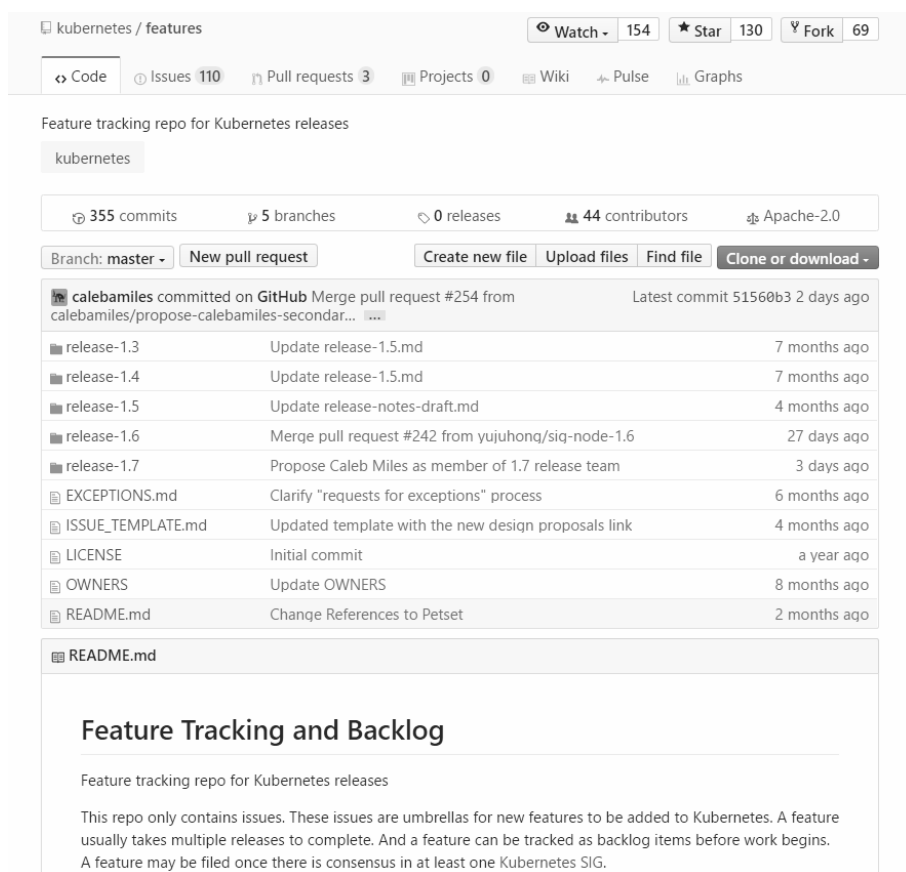 kubernetes / features
Watch 154 Star 130 Fork 69
Code Issues 110 Pull requests 3 Projects 0 Wiki Pulse Graphs
Feature tracking repo for Kubernetes releases
kubernetes
355 commits 5 branches 0 releases 44 contributors Apache-2.0
Branch: master New pull request Create new file Upload files Find file Clone or download
calebamiles committed on GitHub Merge pull request #254 from Latest commit 51560b3 2 days ago
calebamiles/propose-calebamiles-secondar... ...
release-1.3 Update release-1.5.md 7 months ago
release-1.4 Update release-1.5.md 7 months ago
release-1.5 Update release-notes-draft.md 4 months ago
release-1.6 Merge pull request #242 from yujuhong/sig-node-1.6 27 days ago
release-1.7 Propose Caleb Miles as member of 1.7 release team 3 days ago
EXCEPTIONS.md Clarify "requests for exceptions" process 6 months ago
ISSUE_TEMPLATE.md Updated template with the new design proposals link 4 months ago
LICENSE Initial commit a year ago
OWNERS Update OWNERS 8 months ago
README.md Change References to Petset 2 months ago
README.md
Feature Tracking and Backlog
Feature tracking repo for Kubernetes releases
This repo only contains issues. These issues are umbrellas for new features to be added to Kubernetes. A feature
usually takes multiple releases to complete. And a feature can be tracked as backlog items before work begins.
A feature may be filed once there is consensus in at least one Kubernetes SIG.